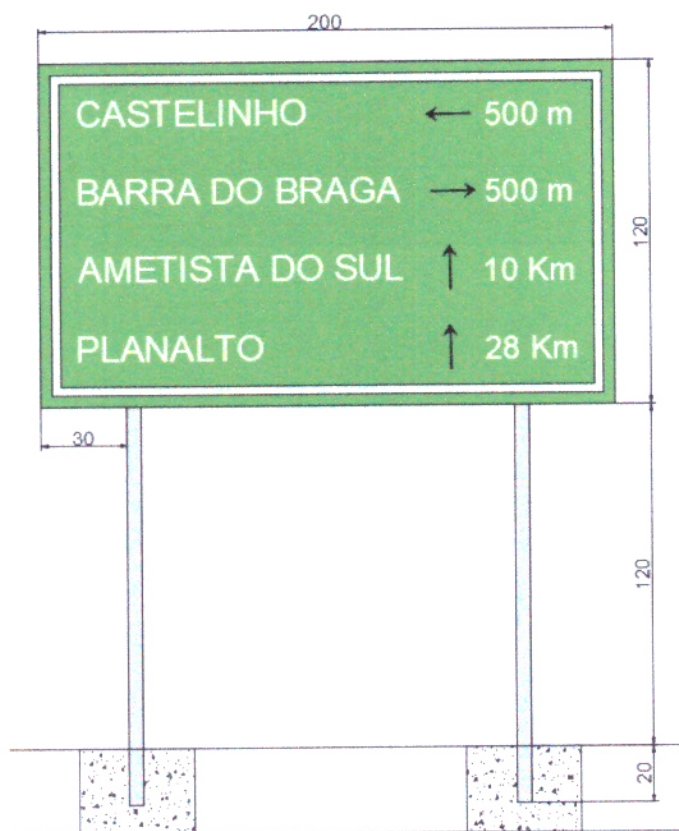 200
CASTELINHO ← 500 m
BARRA DO BRAGA → 500 m
AMETISTA DO SUL ↑ 10 Km
PLANALTO ↑ 28 Km
120
30
120
20